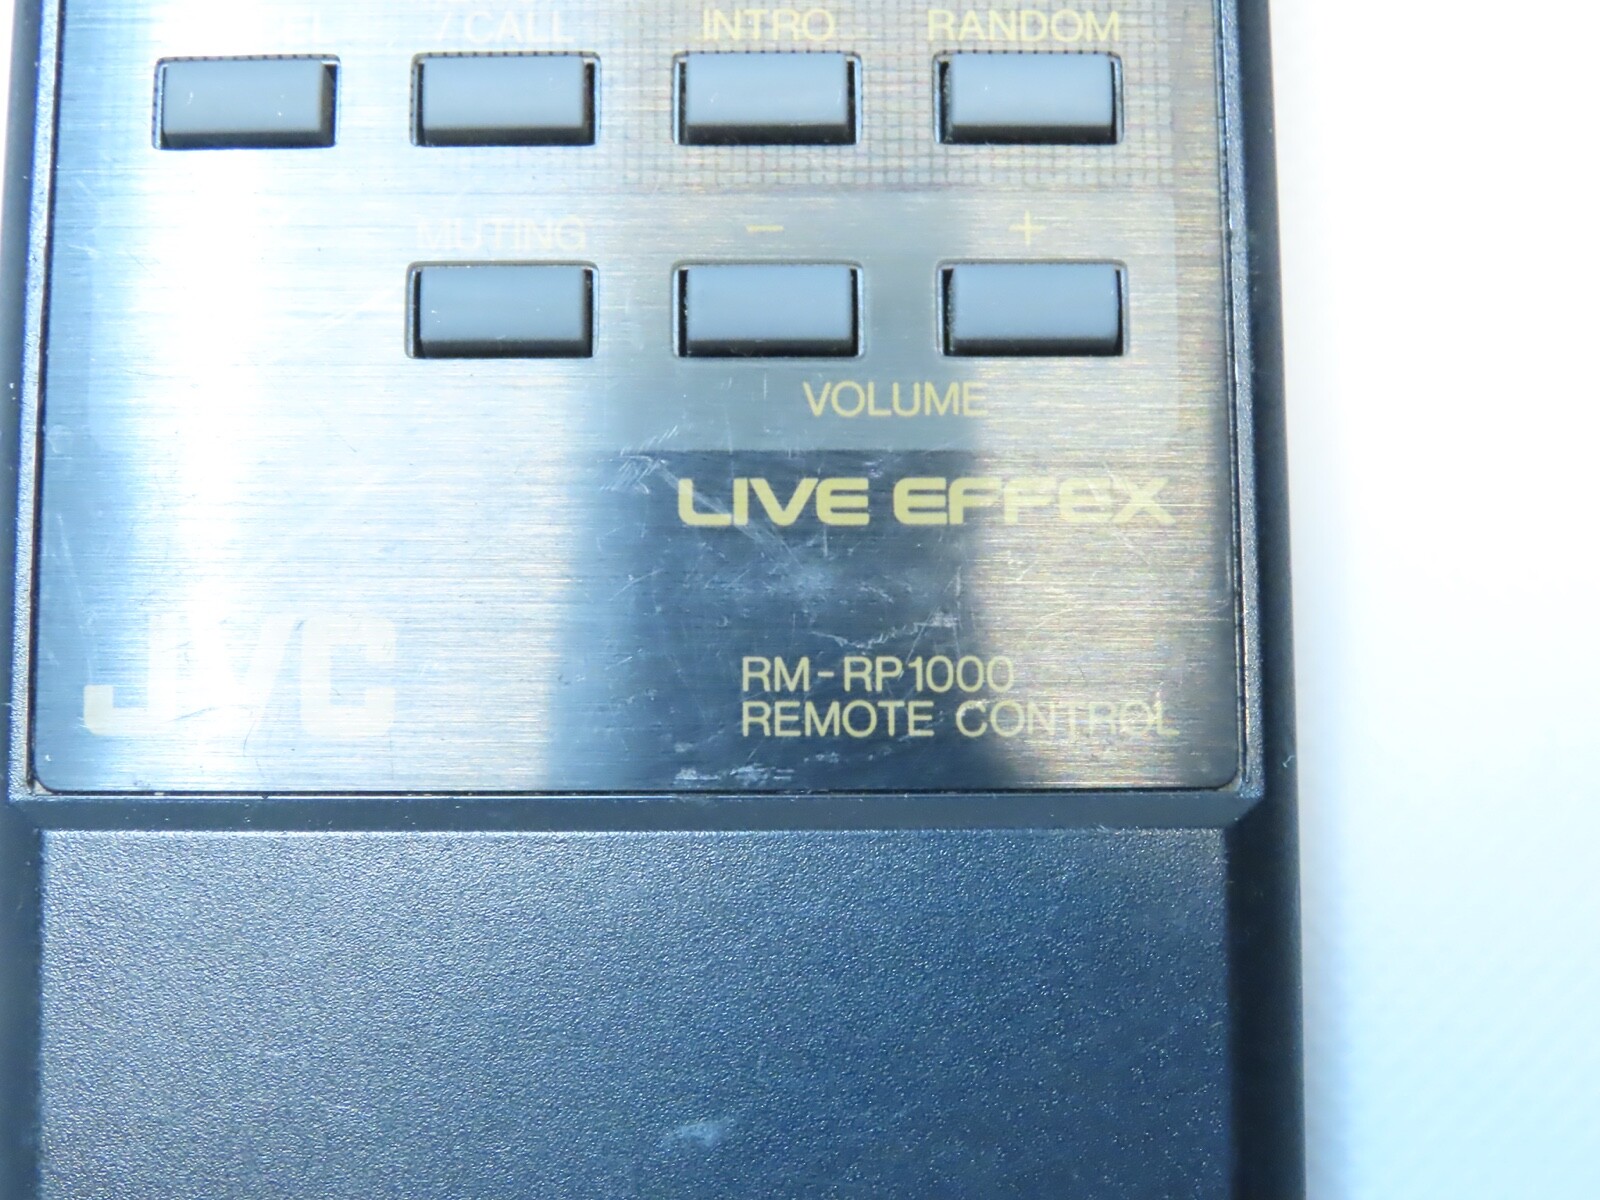 /CALL INTRO RANDOM
MUTING - +
VOLUME
LIVE EFFEX
JVC
RM-RP1000
REMOTE CONTROL